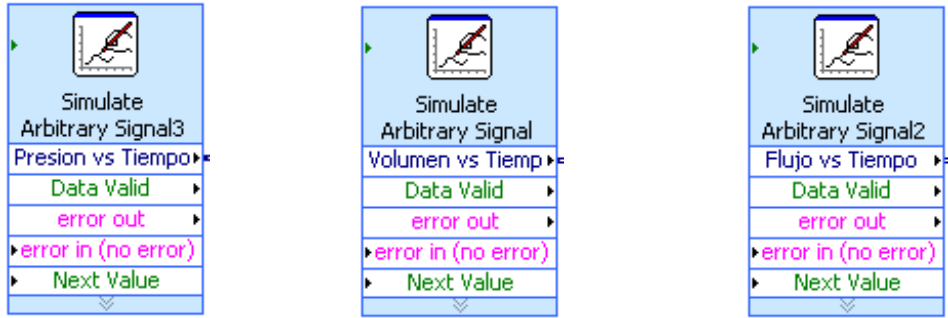 Simulate
Arbitrary Signal3
Presion vs Tiempo
Data Valid
error out
error in (no error)
Next Value
Simulate
Arbitrary Signal
Volumen vs Tiemp
Data Valid
error out
error in (no error)
Next Value
Simulate
Arbitrary Signal2
Flujo vs Tiempo
Data Valid
error out
error in (no error)
Next Value